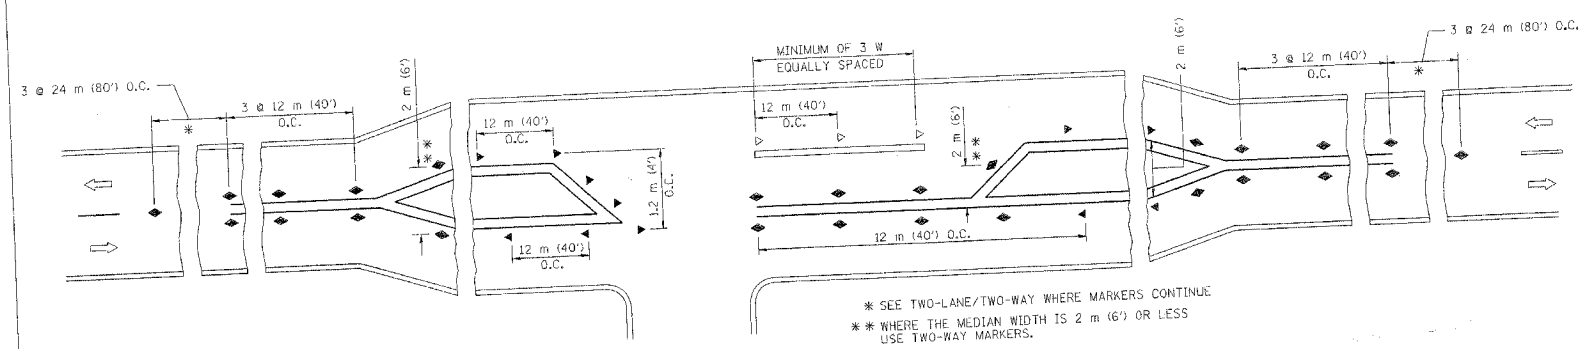 3 @ 24 m (80') O.C.
*
3 @ 12 m (40')
O.C.
2 m (6')
* *
12 m (40')
O.C.
1.2 m (4')
O.C.
12 m (40')
O.C.
MINIMUM OF 3 W
EQUALLY SPACED
12 m (40')
O.C.
2 m (6')
* *
12 m (40') O.C.
2 m (6')
3 @ 12 m (40')
O.C.
*
3 @ 24 m (80') O.C.
* SEE TWO-LANE/TWO-WAY WHERE MARKERS CONTINUE
* * WHERE THE MEDIAN WIDTH IS 2 m (6') OR LESS
USE TWO-WAY MARKERS.